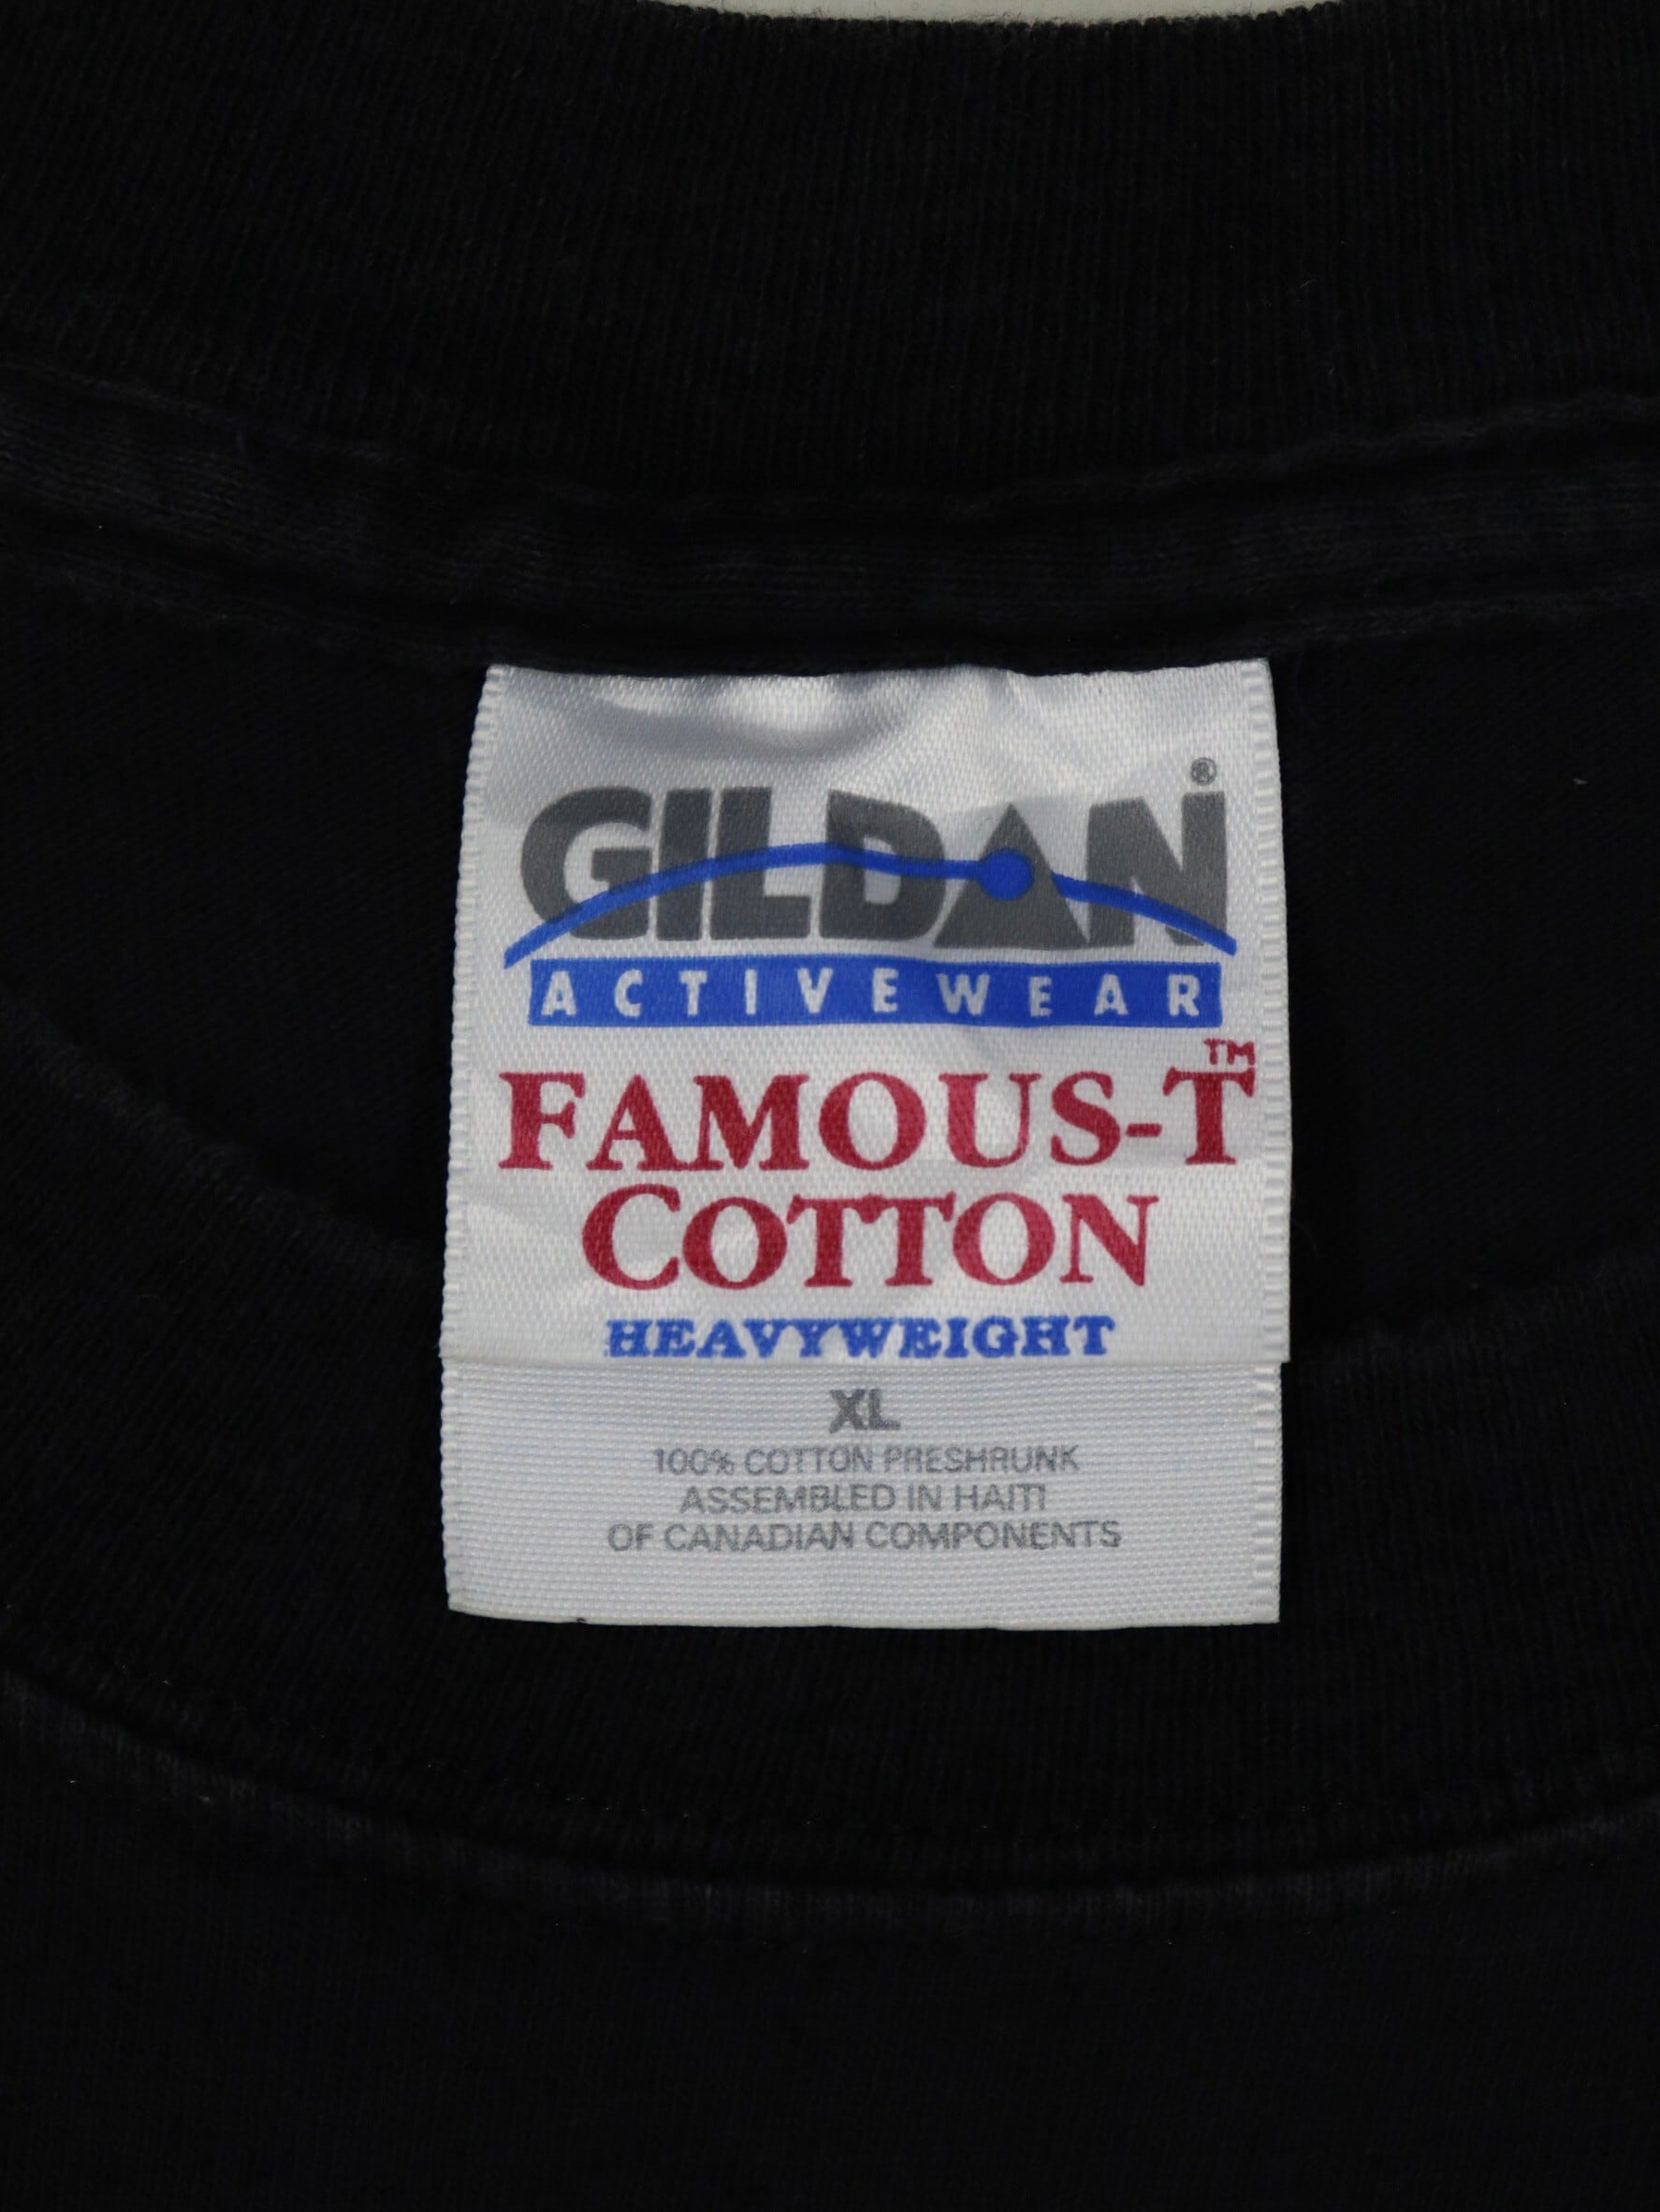 GILDAN®
ACTIVEWEAR
FAMOUS-T™
COTTON
HEAVYWEIGHT
XL
100% COTTON PRESHRUNK
ASSEMBLED IN HAITI
OF CANADIAN COMPONENTS